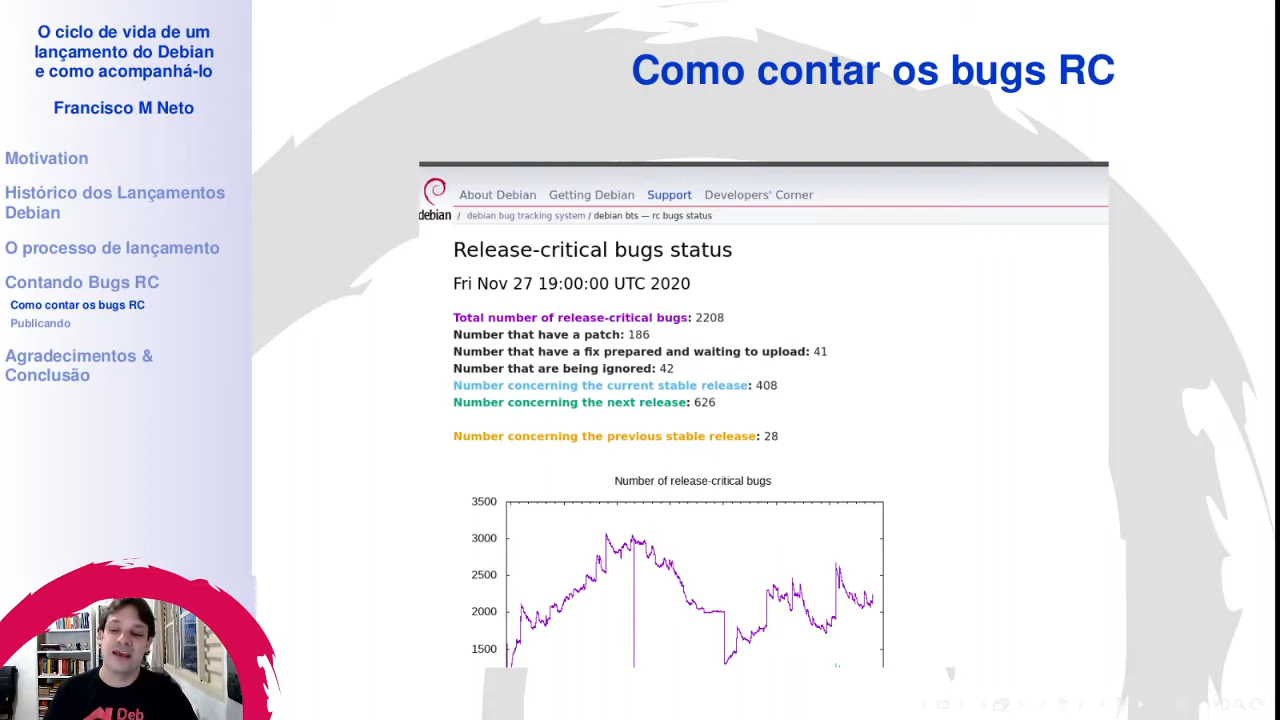 O ciclo de vida de um
lançamento do Debian
e como acompanhá-lo
Francisco M Neto
Motivation
Histórico dos Lançamentos
Debian
O processo de lançamento
Contando Bugs RC
Como contar os bugs RC
Publicando
Agradecimentos &
Conclusão
Como contar os bugs RC
debian
About Debian Getting Debian Support Developers' Corner
/ debian bug tracking system / debian bts — rc bugs status
Release-critical bugs status
Fri Nov 27 19:00:00 UTC 2020
Total number of release-critical bugs: 2208
Number that have a patch: 186
Number that have a fix prepared and waiting to upload: 41
Number that are being ignored: 42
Number concerning the current stable release: 408
Number concerning the next release: 626
Number concerning the previous stable release: 28
Number of release-critical bugs
3500
3000
2500
2000
1500
Deb